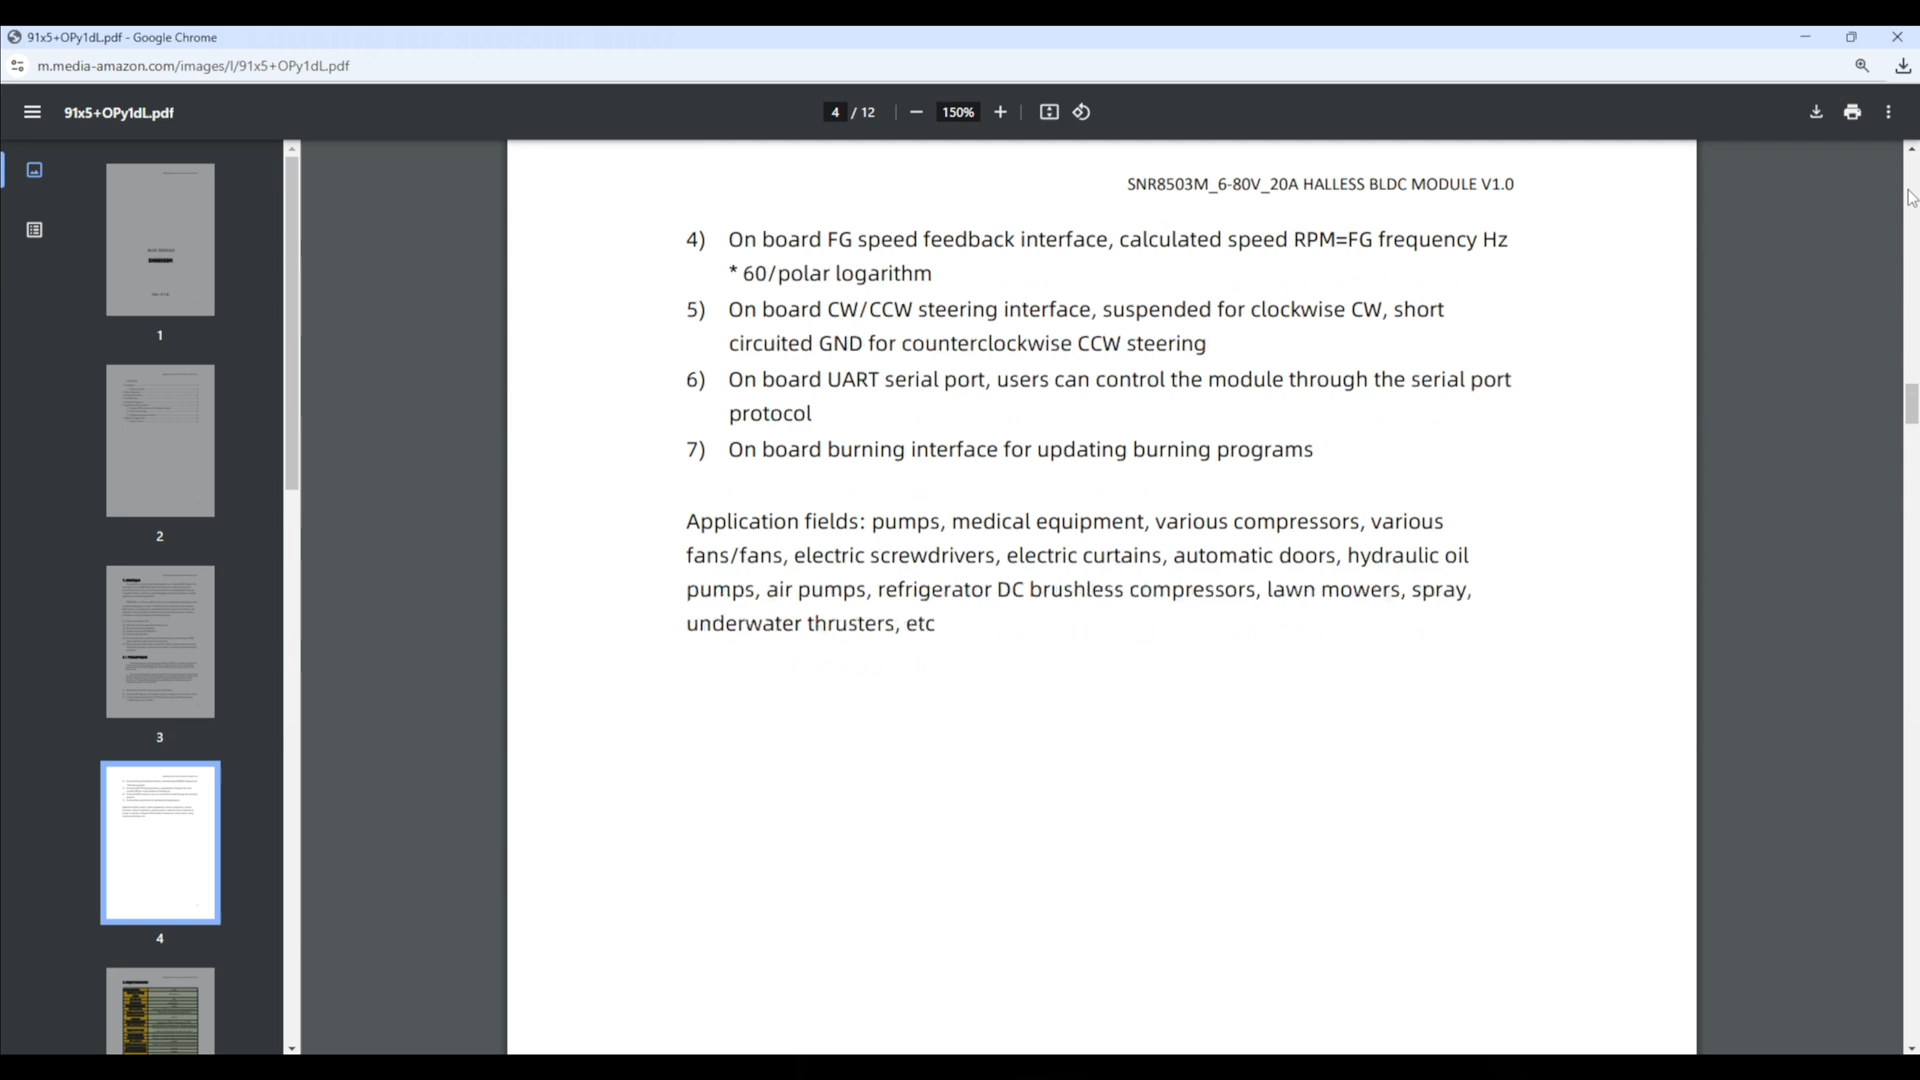 91x5+OPy1dL.pdf - Google Chrome
m.media-amazon.com/images/I/91x5+OPy1dL.pdf
91x5+OPy1dL.pdf
4 / 12
150%
1
2
3
4
SNR8503M_6-80V_20A HALLESS BLDC MODULE V1.0
4) On board FG speed feedback interface, calculated speed RPM=FG frequency Hz
* 60/polar logarithm
5) On board CW/CCW steering interface, suspended for clockwise CW, short
circuited GND for counterclockwise CCW steering
6) On board UART serial port, users can control the module through the serial port
protocol
7) On board burning interface for updating burning programs
Application fields: pumps, medical equipment, various compressors, various
fans/fans, electric screwdrivers, electric curtains, automatic doors, hydraulic oil
pumps, air pumps, refrigerator DC brushless compressors, lawn mowers, spray,
underwater thrusters, etc